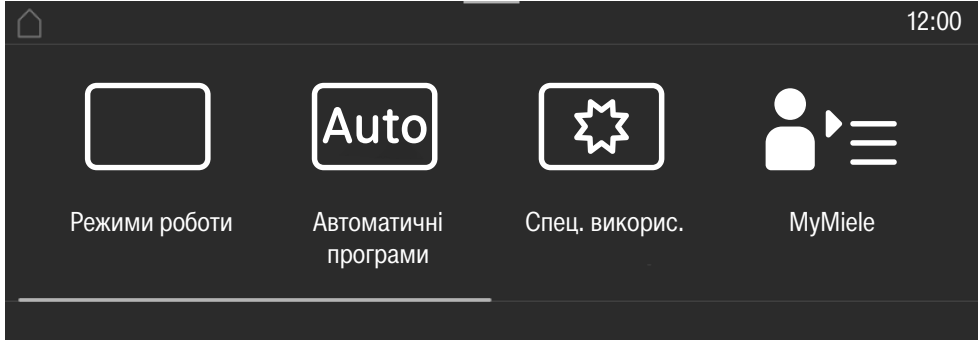 12:00
Auto
Режими роботи
Автоматичні
програми
Спец. викорис.
MyMiele